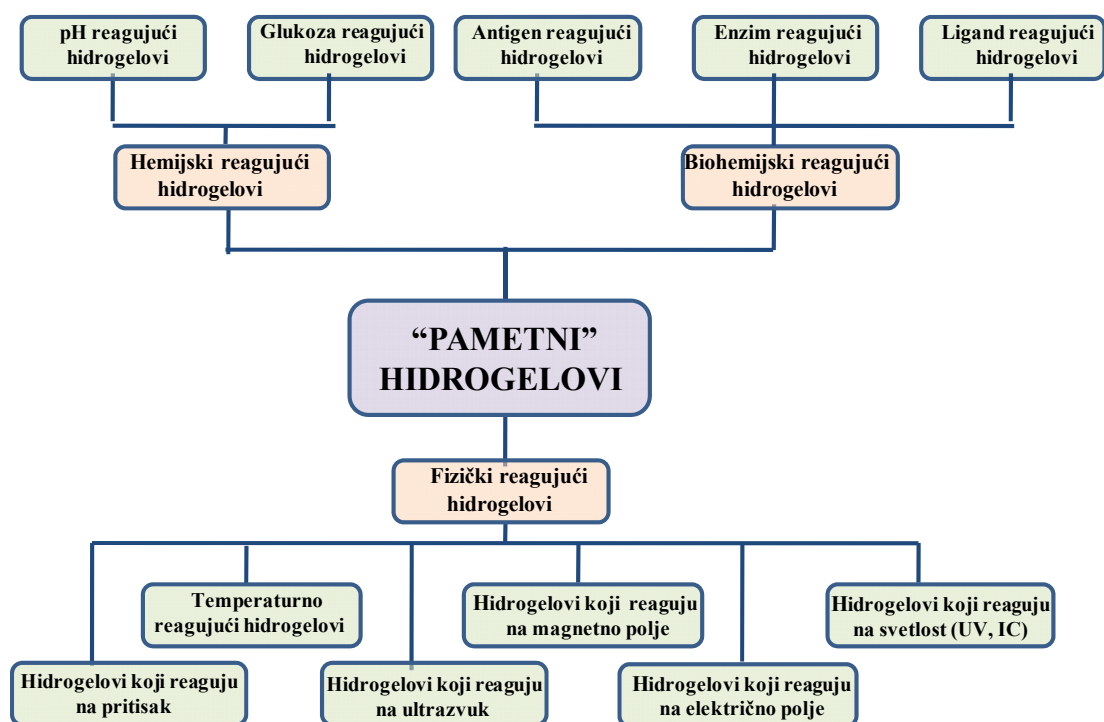 pH reagujući
hidrogelovi
Glukoza reagujući
hidrogelovi
Antigen reagujući
hidrogelovi
Enzim reagujući
hidrogelovi
Ligand reagujući
hidrogelovi
Hemijski reagujući
hidrogelovi
Biohemijski reagujući
hidrogelovi
“PAMETNI”
HIDROGELOVI
Fizički reagujući
hidrogelovi
Temperaturno
reagujući hidrogelovi
Hidrogelovi koji reaguju
na magnetno polje
Hidrogelovi koji reaguju
na svetlost (UV, IC)
Hidrogelovi koji reaguju
na pritisak
Hidrogelovi koji reaguju
na ultrazvuk
Hidrogelovi koji reaguju
na električno polje